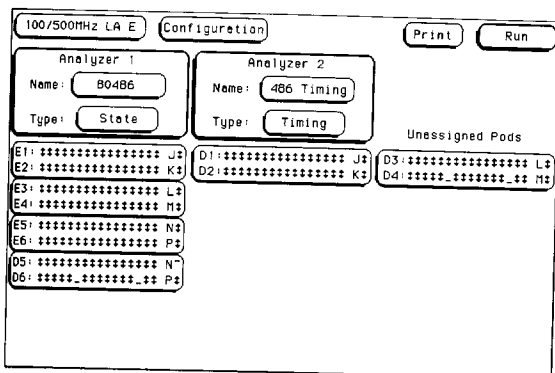 100/500MHz LA E Configuration Print Run
Analyzer 1
Name: 80486
Type: State
Analyzer 2
Name: 486 Timing
Type: Timing
Unassigned Pods
E1: ‡‡‡‡‡‡‡‡‡‡‡‡‡‡‡‡ J‡
E2: ‡‡‡‡‡‡‡‡‡‡‡‡‡‡‡‡ K‡
E3: ‡‡‡‡‡‡‡‡‡‡‡‡‡‡‡‡ L‡
E4: ‡‡‡‡‡‡‡‡‡‡‡‡‡‡‡‡ M‡
E5: ‡‡‡‡‡‡‡‡‡‡‡‡‡‡‡‡ N‡
E6: ‡‡‡‡‡‡‡‡‡‡‡‡‡‡‡‡ P‡
D5: ‡‡‡‡‡‡‡‡‡‡‡‡‡‡‡‡ N~
D6: ‡‡‡‡‡_‡‡‡‡‡‡‡_‡‡ P‡
D1: ‡‡‡‡‡‡‡‡‡‡‡‡‡‡‡‡ J‡
D2: ‡‡‡‡‡‡‡‡‡‡‡‡‡‡‡‡ K‡
D3: ‡‡‡‡‡‡‡‡‡‡‡‡‡‡‡‡ L‡
D4: ‡‡‡‡‡_‡‡‡‡‡‡‡_‡‡ M‡